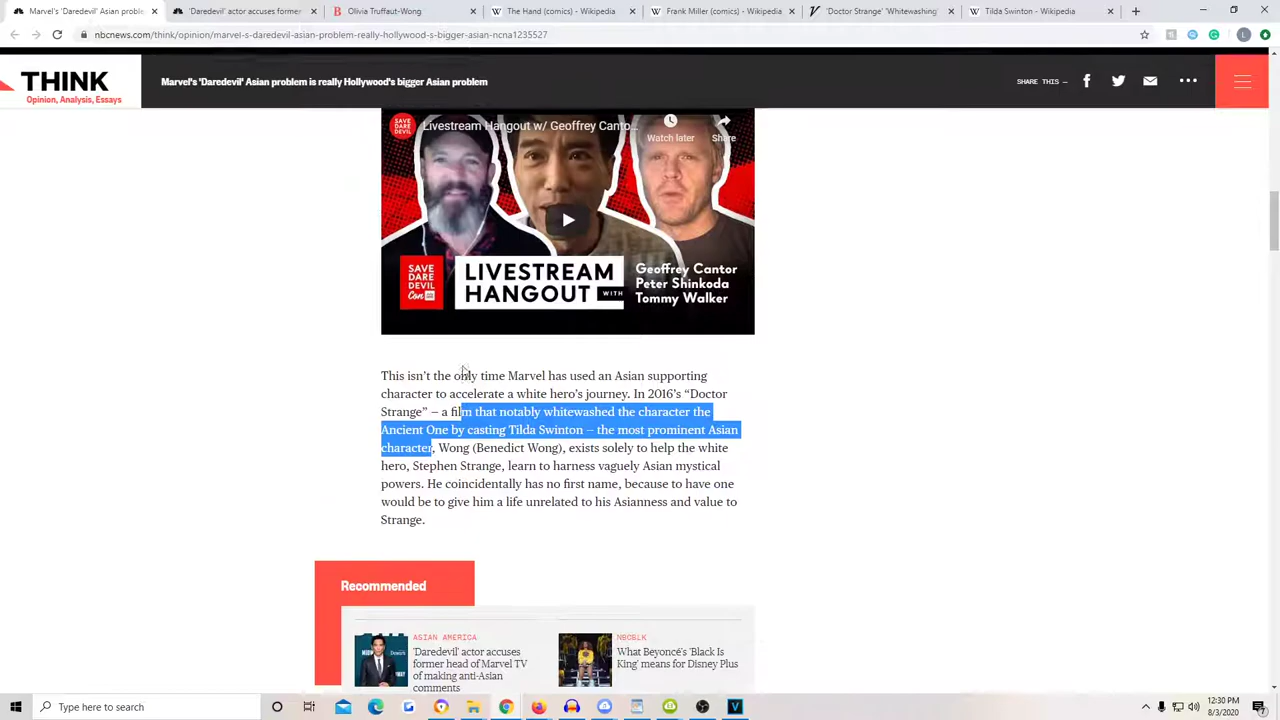 Marvel's 'Daredevil' Asian Proble
'Daredevil' actor accuses former
Olivia Truffaut-Wong
The Hand (comics) - Wikipedia
Frank Miller (comics) - Wikipedia
'Doctor Strange' 'Whitewashing'
Tilda Swinton - Wikipedia
nbcnews.com/think/opinion/marvel-s-daredevil-asian-problem-really-hollywood-s-bigger-asian-ncna1235527
L
THINK
Opinion, Analysis, Essays
Marvel's 'Daredevil' Asian problem is really Hollywood's bigger Asian problem
SHARE THIS —
SAVE DARE DEVIL
Livestream Hangout w/ Geoffrey Canto...
Watch later
Share
SAVE
DARE
DEVIL
Con
LIVESTREAM
HANGOUT WITH
Geoffrey Cantor
Peter Shinkoda
Tommy Walker
This isn't the only time Marvel has used an Asian supporting
character to accelerate a white hero's journey. In 2016's “Doctor
Strange” — a film that notably whitewashed the character the
Ancient One by casting Tilda Swinton — the most prominent Asian
character, Wong (Benedict Wong), exists solely to help the white
hero, Stephen Strange, learn to harness vaguely Asian mystical
powers. He coincidentally has no first name, because to have one
would be to give him a life unrelated to his Asianness and value to
Strange.
Recommended
ASIAN AMERICA
'Daredevil' actor accuses
former head of Marvel TV
of making anti-Asian
comments
NBCBLK
What Beyoncé's 'Black Is
King' means for Disney Plus
Type here to search
12:30 PM
8/3/2020